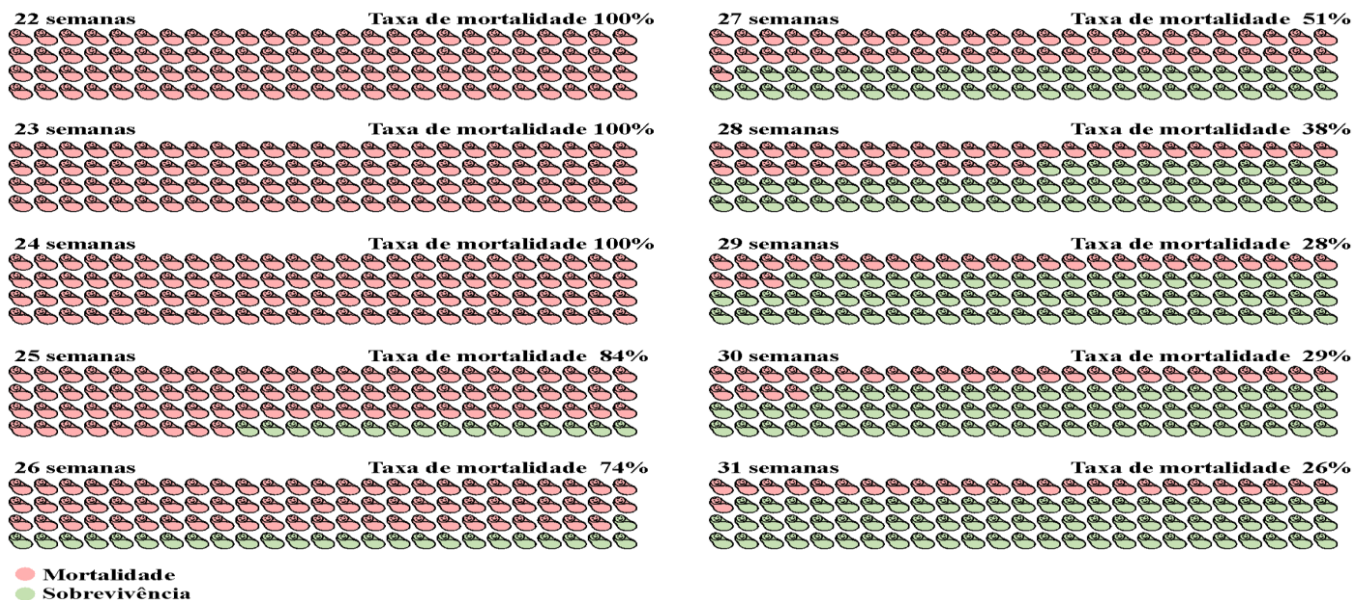 22 semanas Taxa de mortalidade 100%
23 semanas Taxa de mortalidade 100%
24 semanas Taxa de mortalidade 100%
25 semanas Taxa de mortalidade 84%
26 semanas Taxa de mortalidade 74%
27 semanas Taxa de mortalidade 51%
28 semanas Taxa de mortalidade 38%
29 semanas Taxa de mortalidade 28%
30 semanas Taxa de mortalidade 29%
31 semanas Taxa de mortalidade 26%
Mortalidade
Sobrevivência